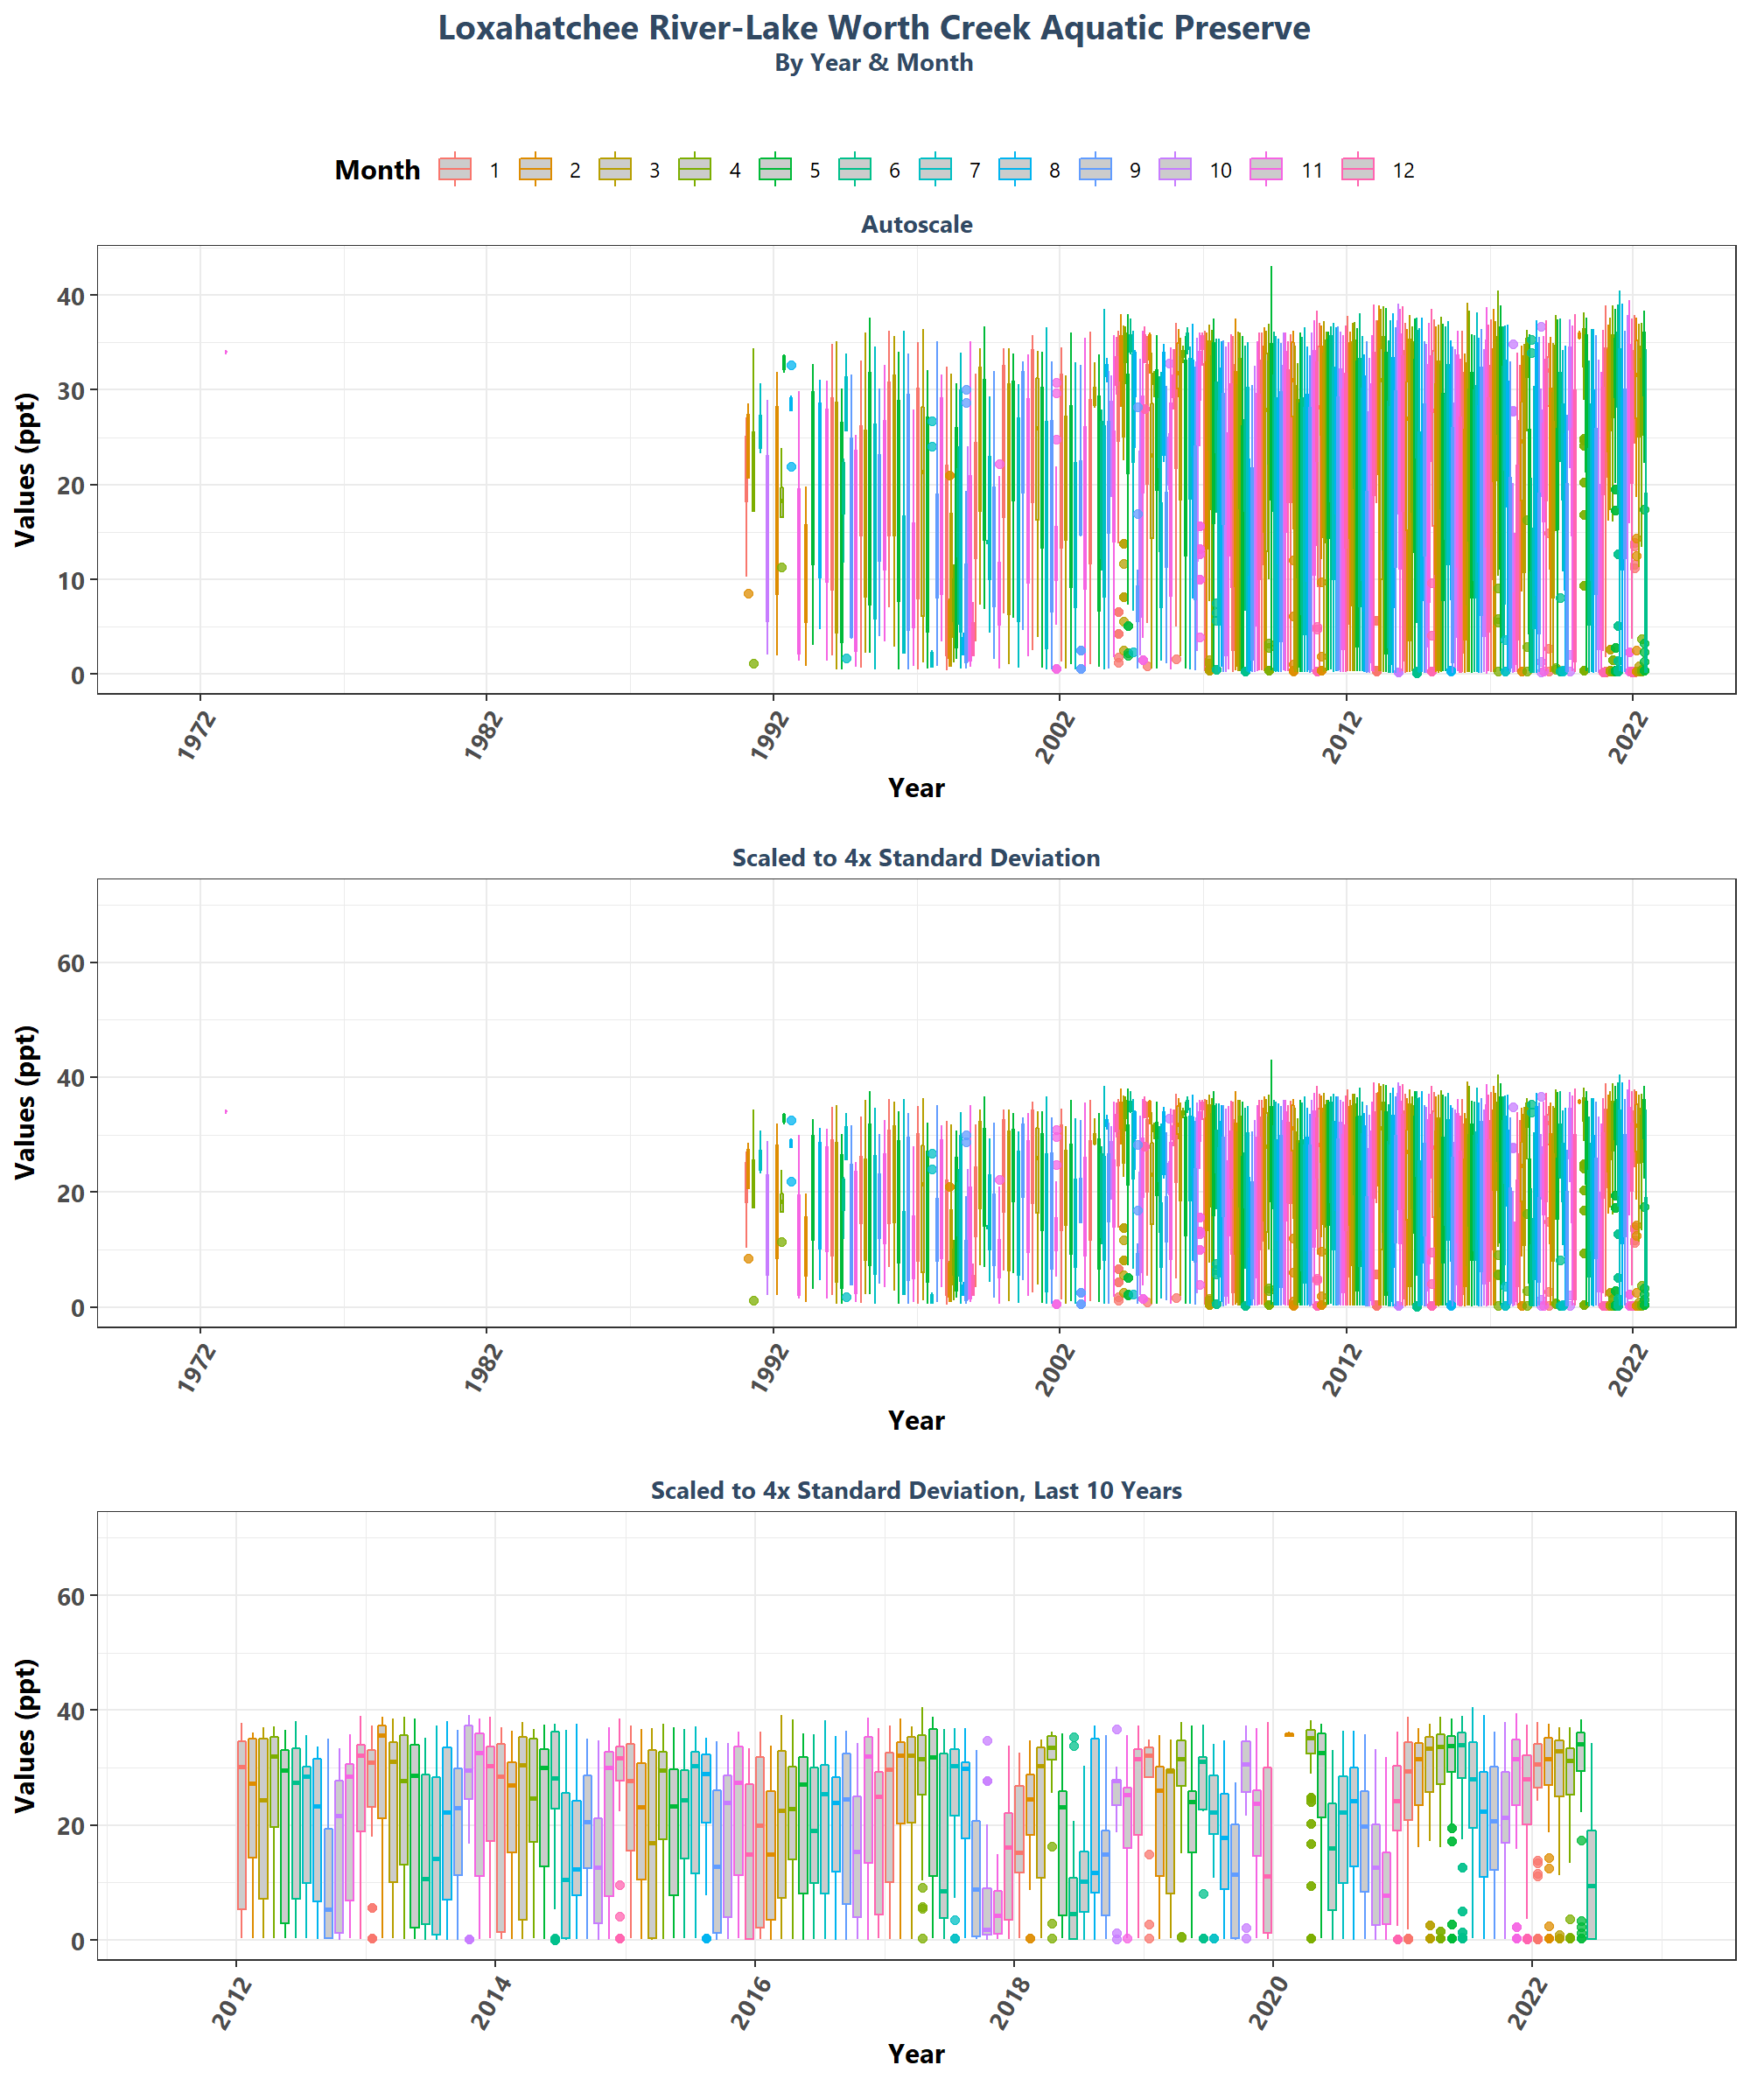 Loxahatchee River-Lake Worth Creek Aquatic Preserve
By Year & Month
Month 1 2 3 4 5 6 7 8 9 10 11 12
Autoscale
Values (ppt)
40
30
20
10
0
1972 1982 1992 2002 2012 2022
Year
Scaled to 4x Standard Deviation
Values (ppt)
60
40
20
0
1972 1982 1992 2002 2012 2022
Year
Scaled to 4x Standard Deviation, Last 10 Years
Values (ppt)
60
40
20
0
2012 2014 2016 2018 2020 2022
Year